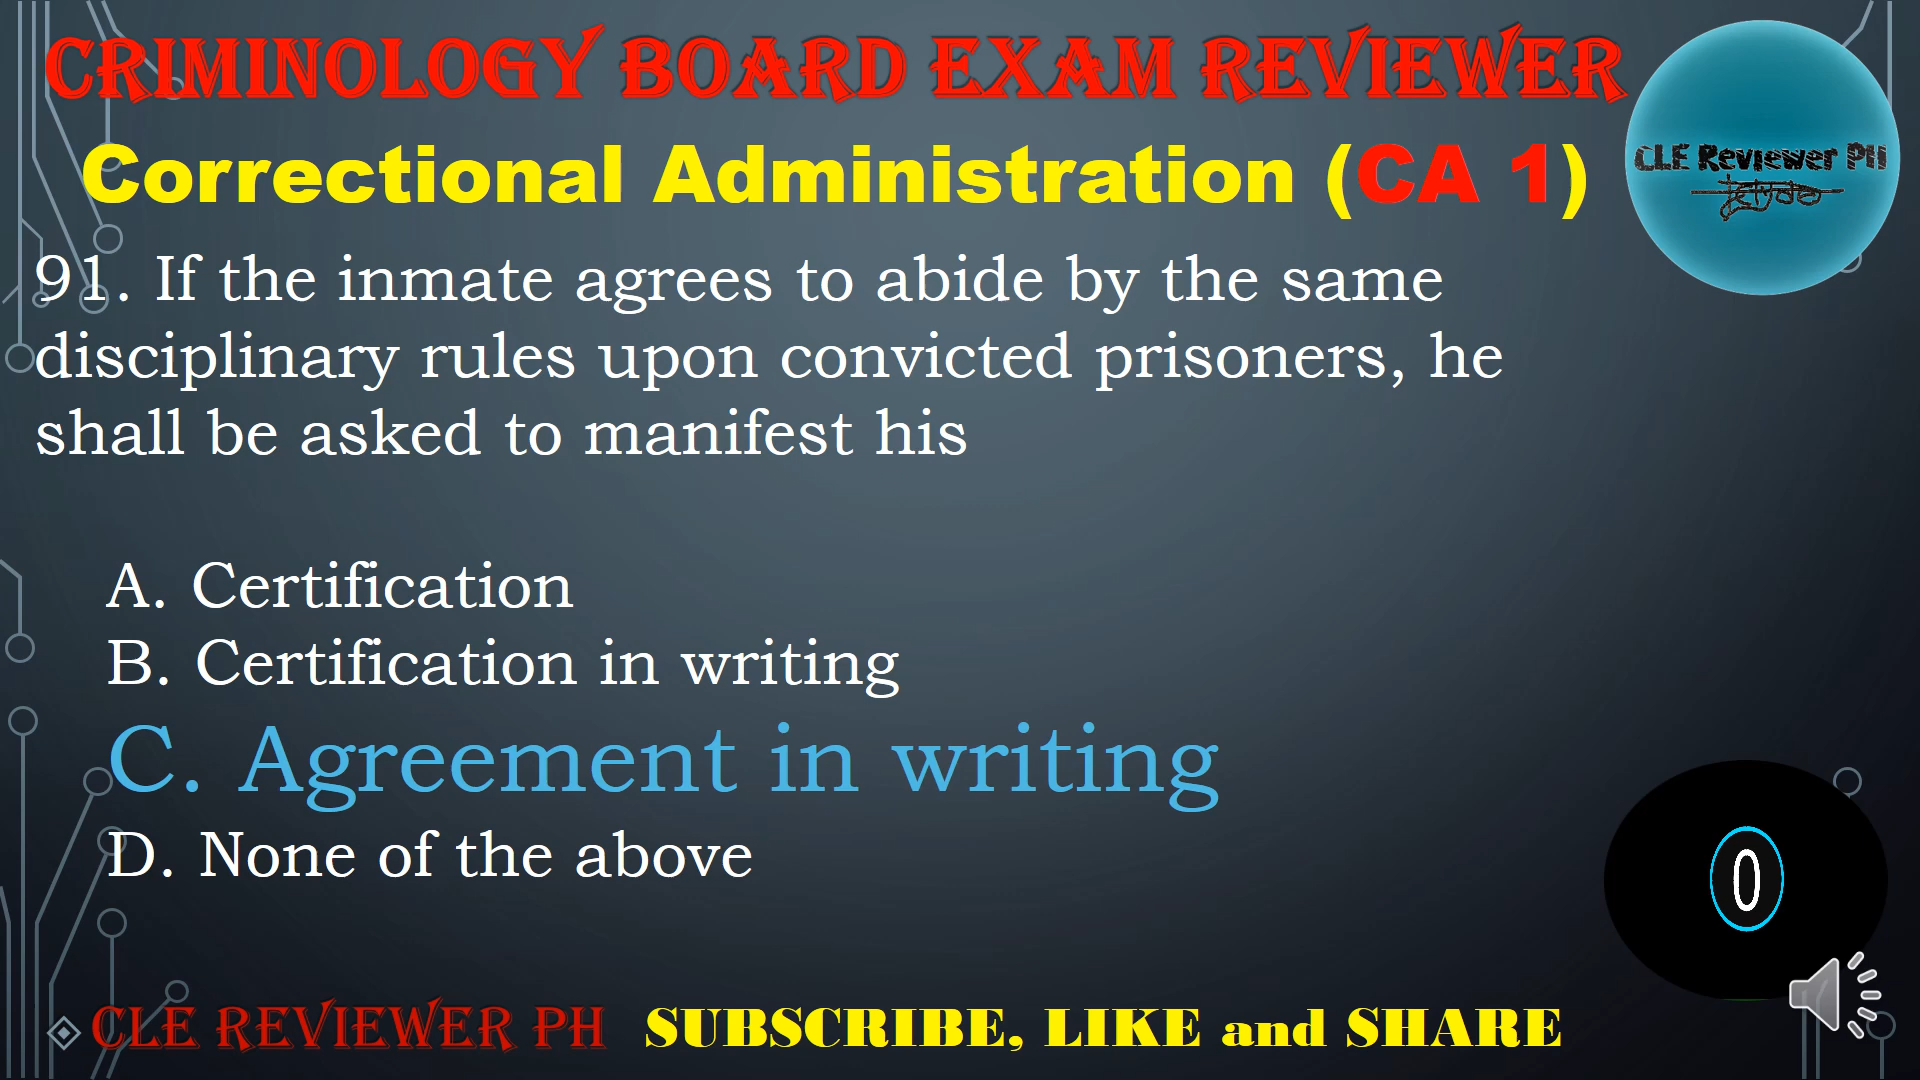 CRIMINOLOGY BOARD EXAM REVIEWER
Correctional Administration (CA 1)
CLE Reviewer PH
91. If the inmate agrees to abide by the same
disciplinary rules upon convicted prisoners, he
shall be asked to manifest his
A. Certification
B. Certification in writing
C. Agreement in writing
D. None of the above
0
CLE REVIEWER PH SUBSCRIBE, LIKE and SHARE